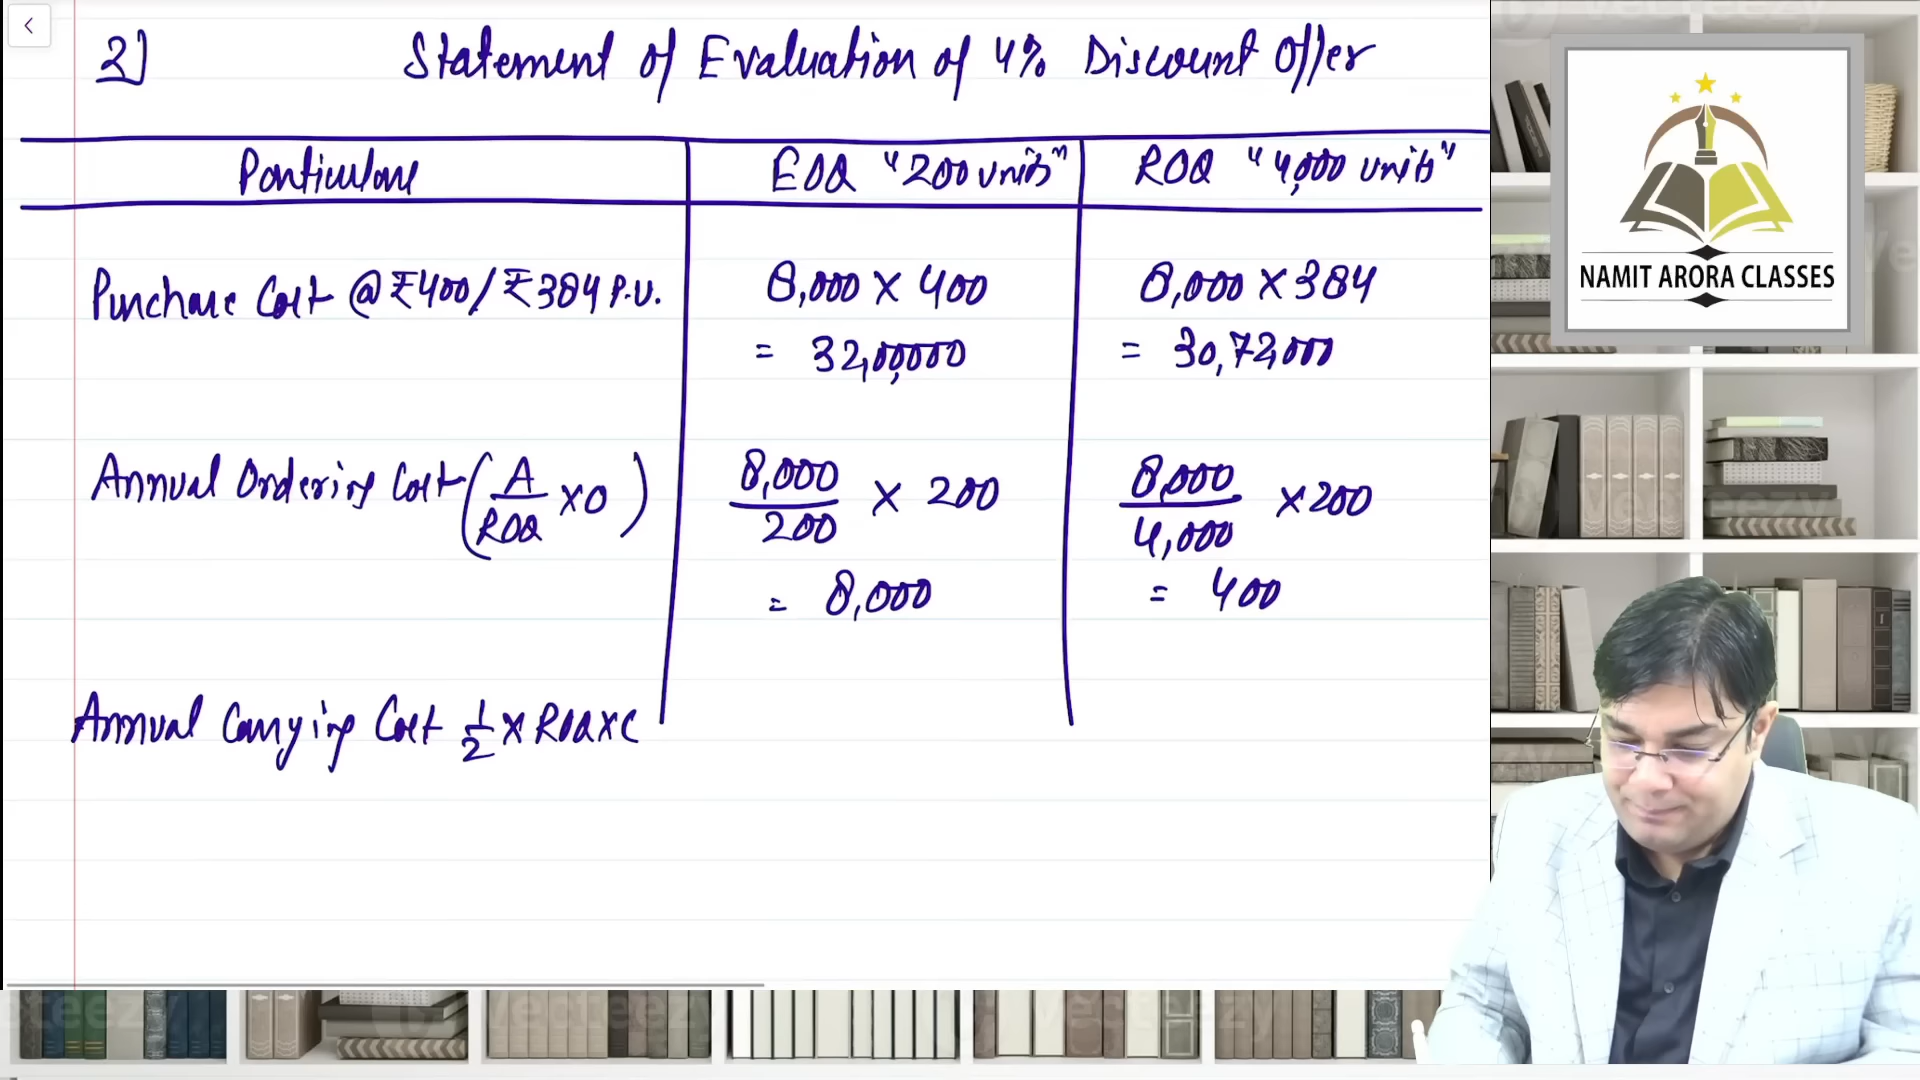 2) Statement of Evaluation of 4% Discount Offer
Particulars EOQ "200 units" ROQ "4,000 units"
Purchase Cost @ ₹400/₹384 P.U. 8,000 × 400 8,000 × 384
= 32,00,000 = 30,72,000
Annual Ordering Cost (A/ROQ × O) 8,000/200 × 200 8,000/4,000 × 200
= 8,000 = 400
Annual Carrying Cost 1/2 × ROQ × C
NAMIT ARORA CLASSES